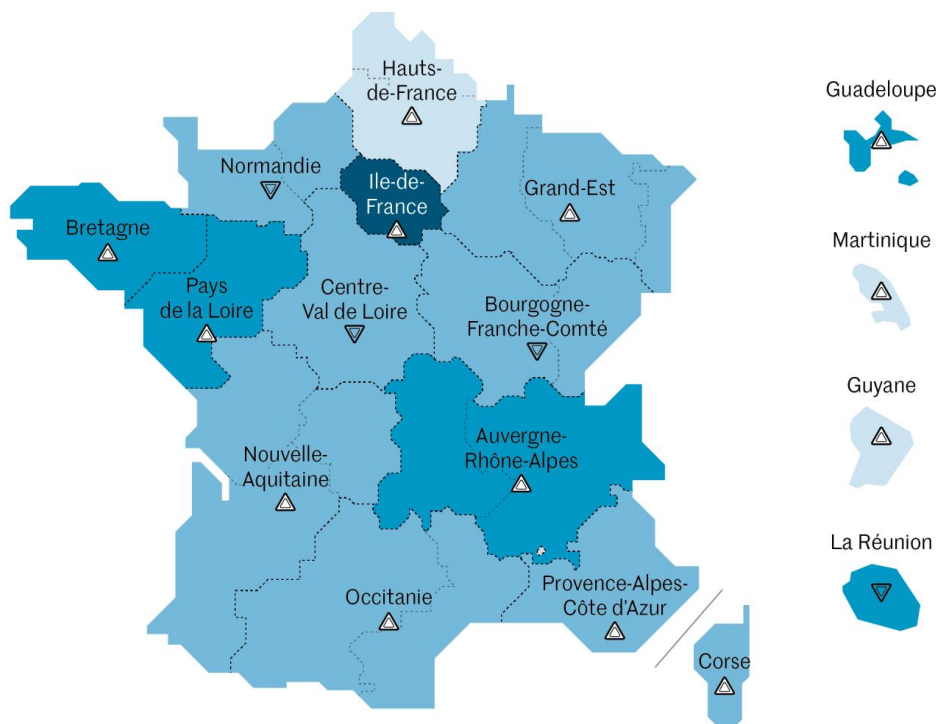 Hauts-
de-France
Normandie
Ile-de-
France
Grand-Est
Bretagne
Pays
de la Loire
Centre-
Val de Loire
Bourgogne-
Franche-Comté
Auvergne-
Rhône-Alpes
Nouvelle-
Aquitaine
Occitanie
Provence-Alpes-
Côte d'Azur
Corse
Guadeloupe
Martinique
Guyane
La Réunion